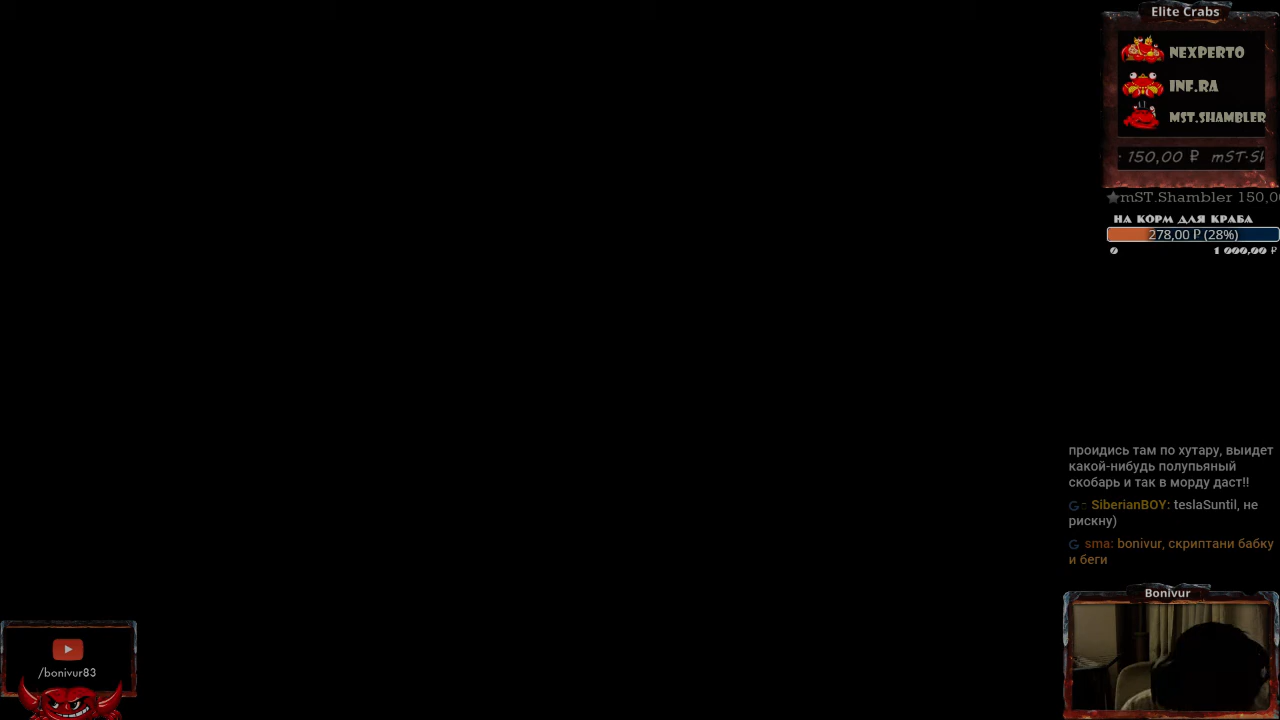 Elite Crabs
NEXPERTO
INF.RA
MST.SHAMBLER
· 150,00 ₽ mST.Sh
mST.Shambler 150,0
НА КОРМ ДЛЯ КРАБА
278,00 ₽ (28%)
0 1 000,00 ₽
проидись там по хутару, выидет
какой-нибудь полупьяный
скобарь и так в морду даст!!
SiberianBOY: teslaSuntil, не
рискну)
sma: bonivur, скриптани бабку
и беги
Bonivur
/bonivur83